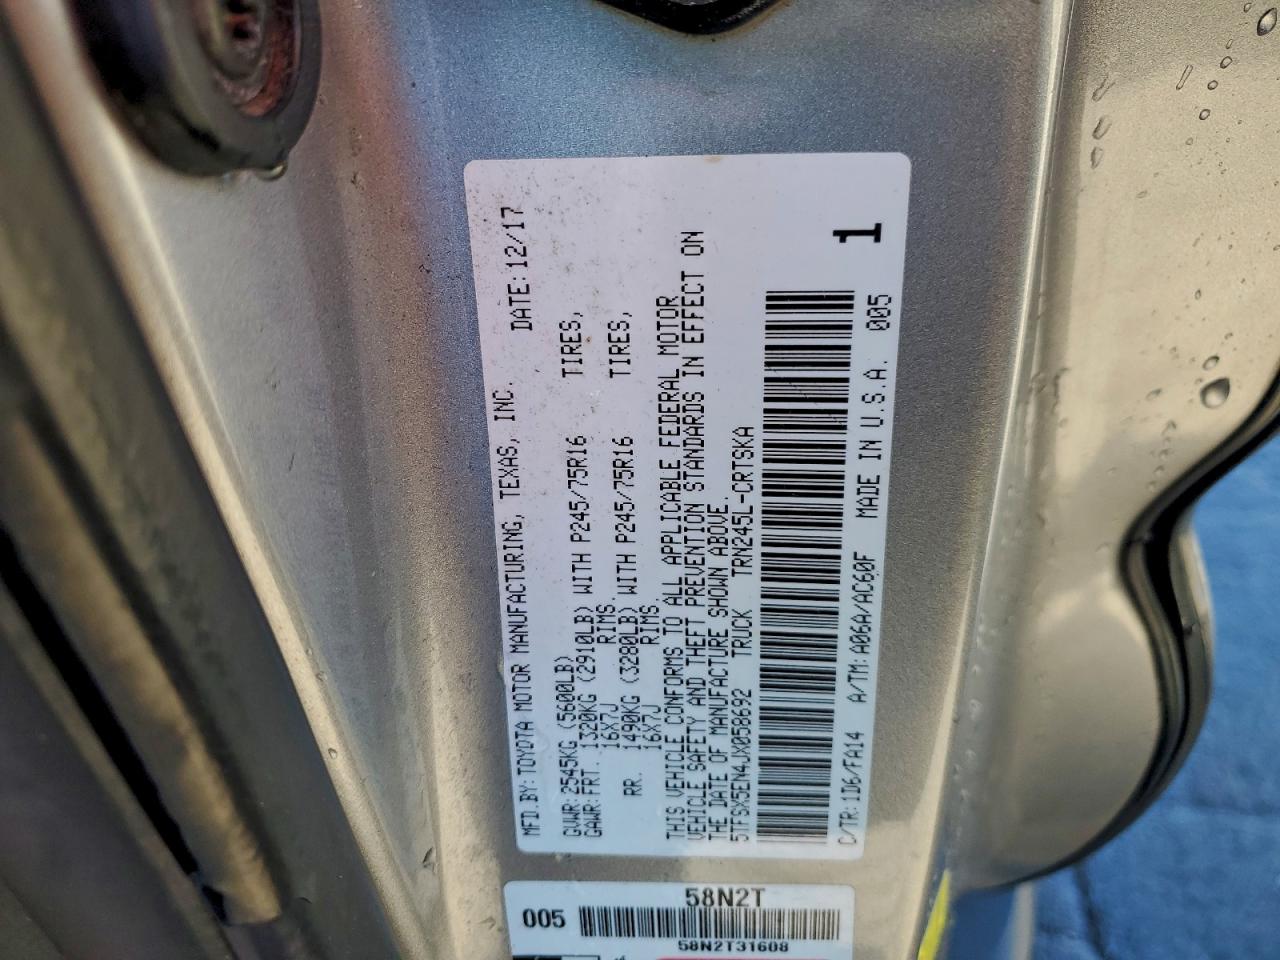 MFD.BY:TOYOTA MOTOR MANUFACTURING, TEXAS, INC. DATE:12/17
GVWR:2545KG (5600LB)
GAWR:FRT. 1320KG (2910LB) WITH P245/75R16 TIRES,
16X7J RIMS,
RR. 1490KG (3280LB) WITH P245/75R16 TIRES,
16X7J RIMS.
THIS VEHICLE CONFORMS TO ALL APPLICABLE FEDERAL MOTOR
VEHICLE SAFETY AND THEFT PREVENTION STANDARDS IN EFFECT ON
THE DATE OF MANUFACTURE SHOWN ABOVE.
5TFSX5EN4JX058692 TRUCK TRN245L-CRTSKA
1
C/TR:1D6/FA14 A/TM:A06A/AC60F MADE IN U.S.A. 005
58N2T
005
58N2T31608